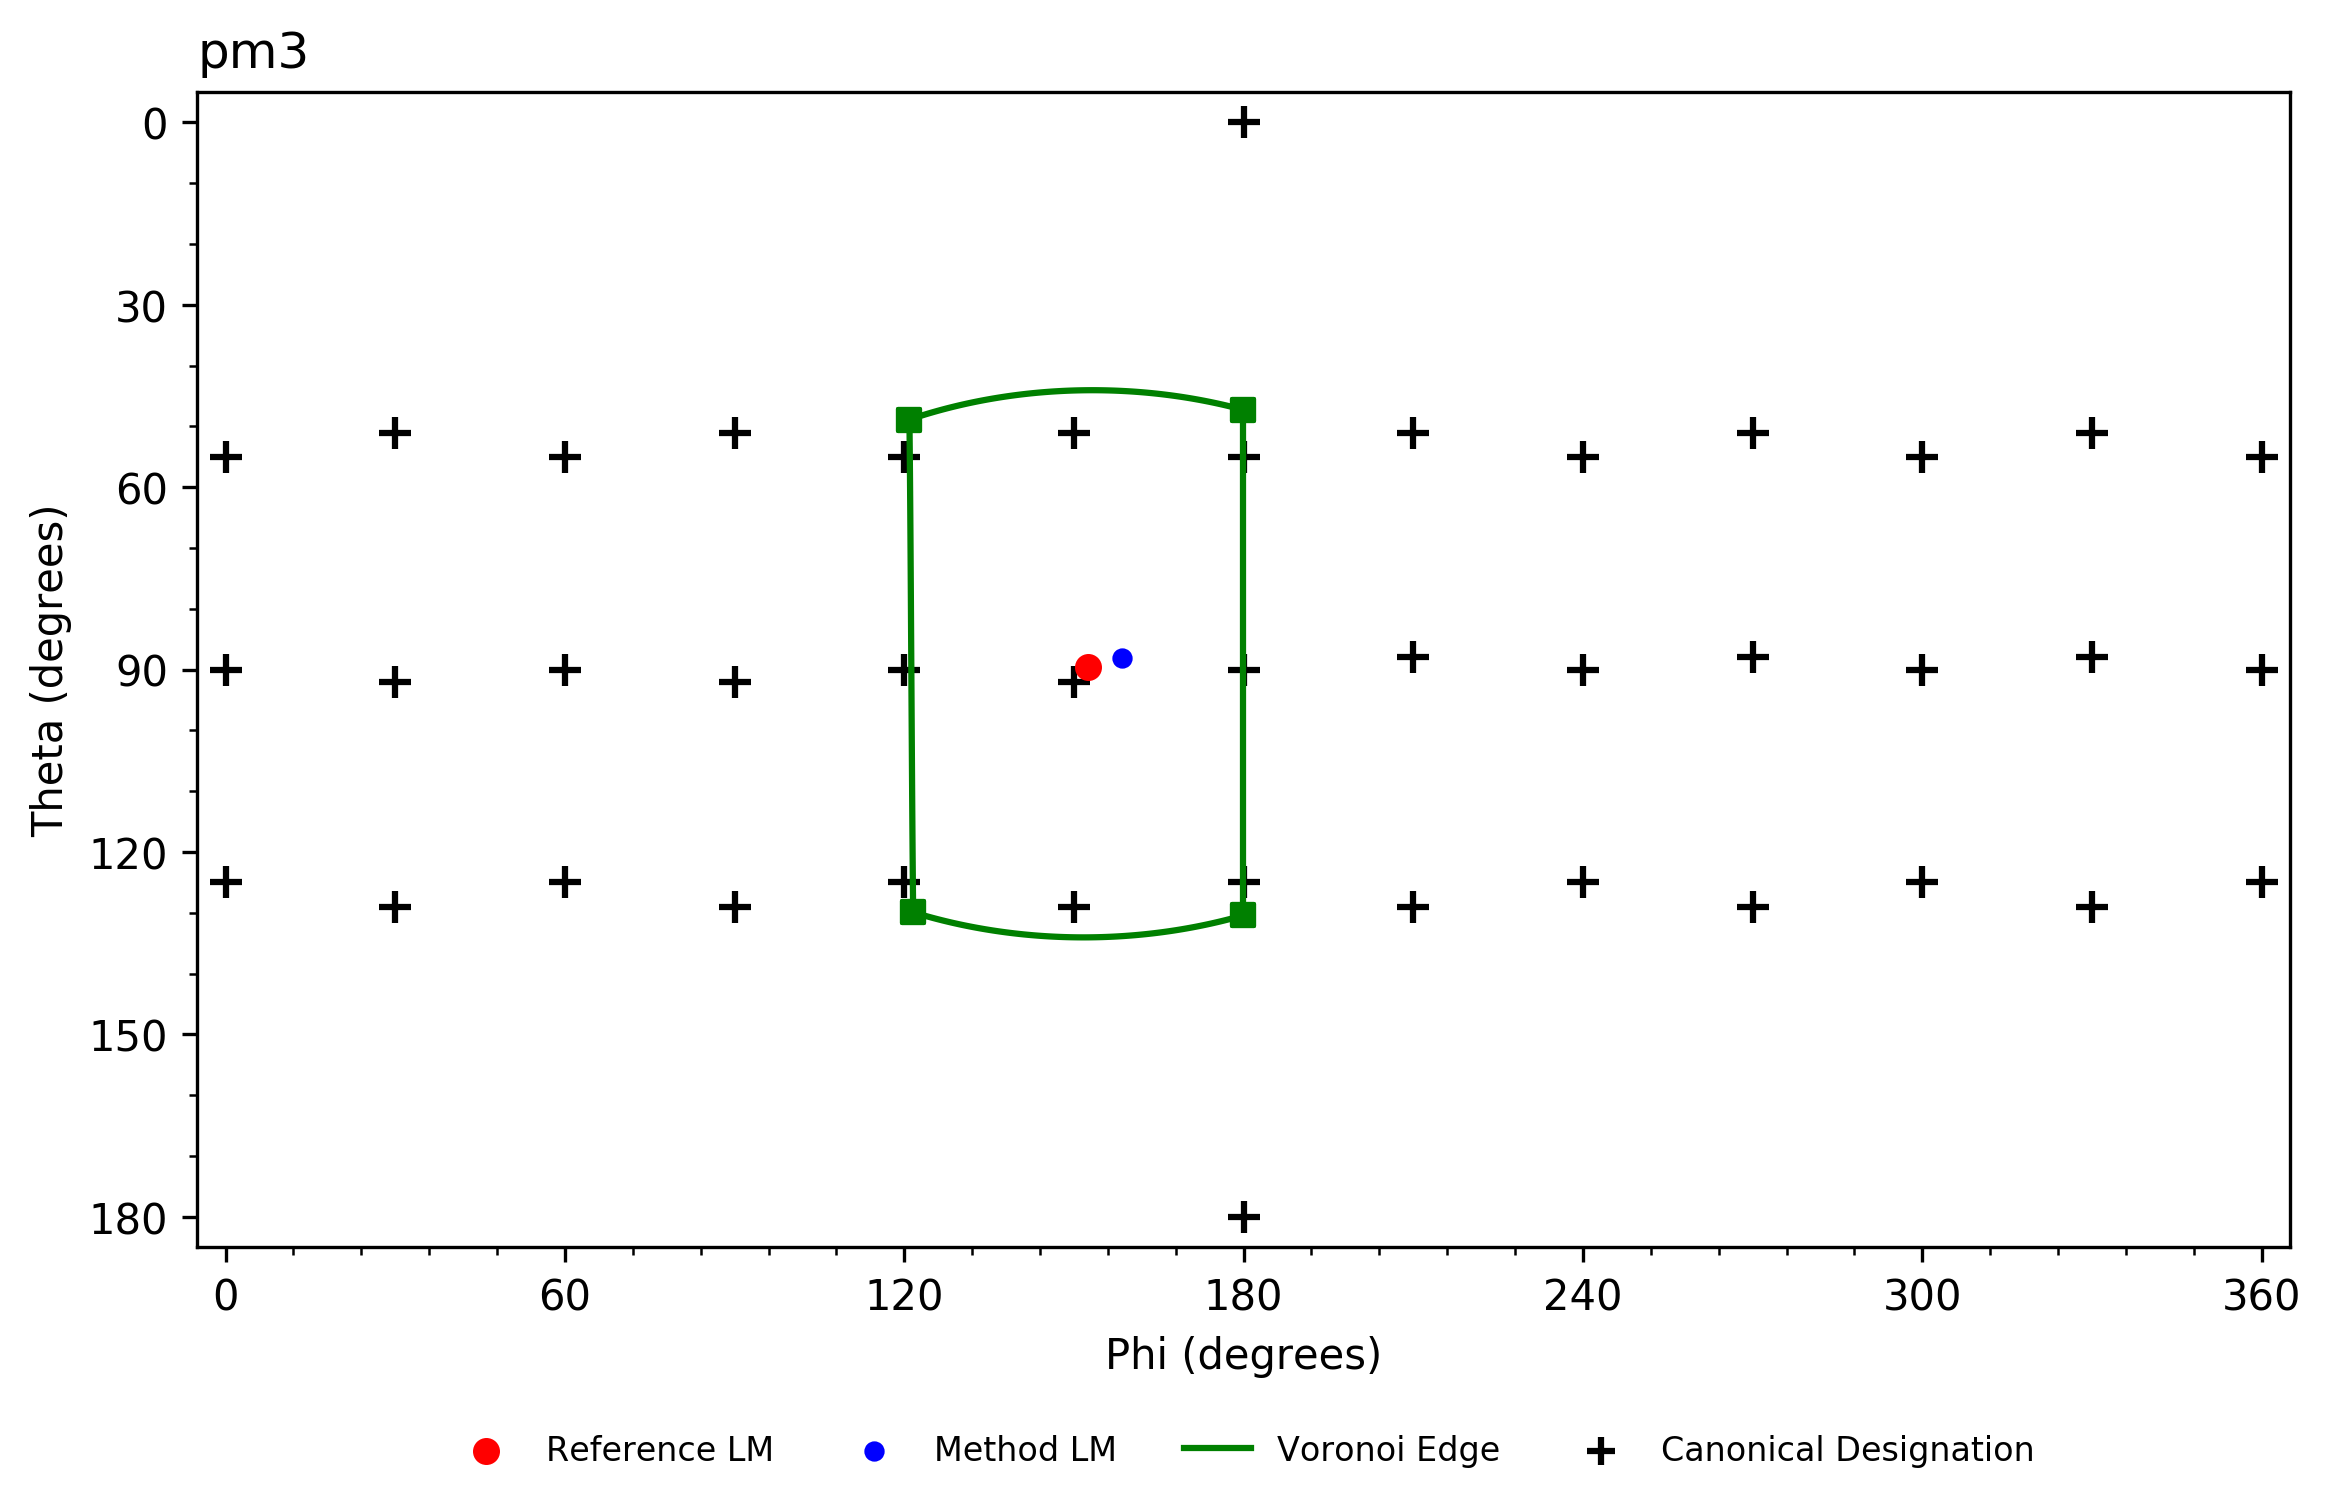 pm3
0
30
60
90
120
150
180
Theta (degrees)
0 60 120 180 240 300 360
Phi (degrees)
Reference LM Method LM Voronoi Edge Canonical Designation